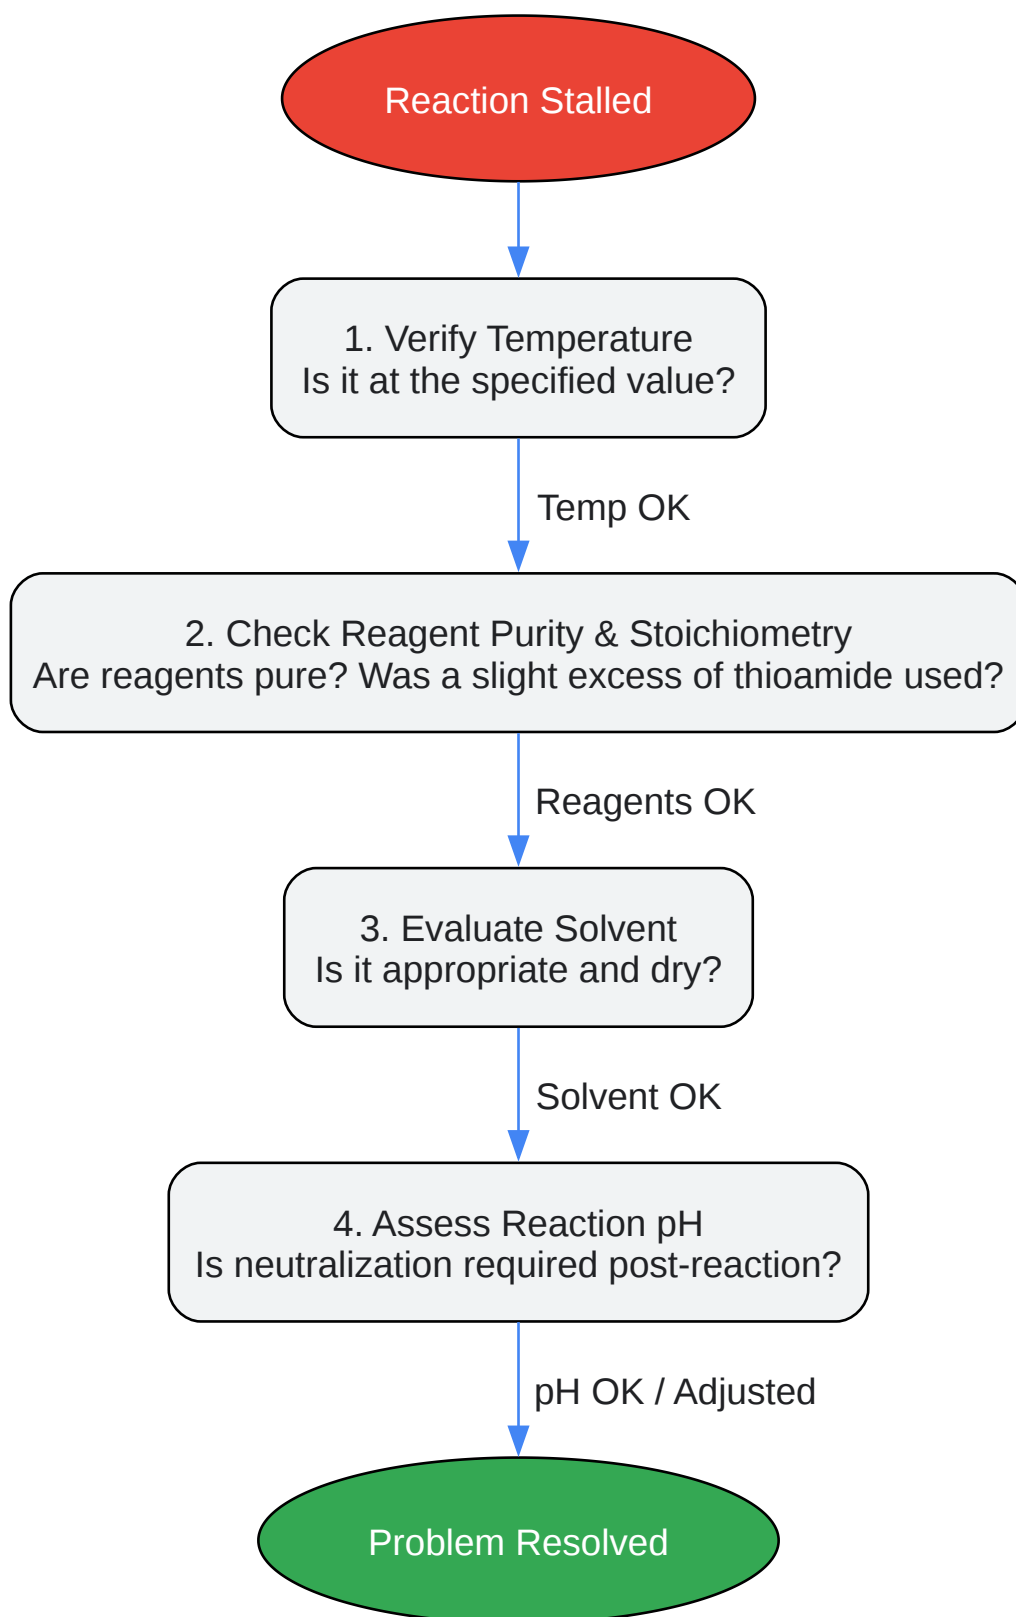 Reaction Stalled
1. Verify Temperature
Is it at the specified value?
Temp OK
2. Check Reagent Purity & Stoichiometry
Are reagents pure? Was a slight excess of thioamide used?
Reagents OK
3. Evaluate Solvent
Is it appropriate and dry?
Solvent OK
4. Assess Reaction pH
Is neutralization required post-reaction?
pH OK / Adjusted
Problem Resolved